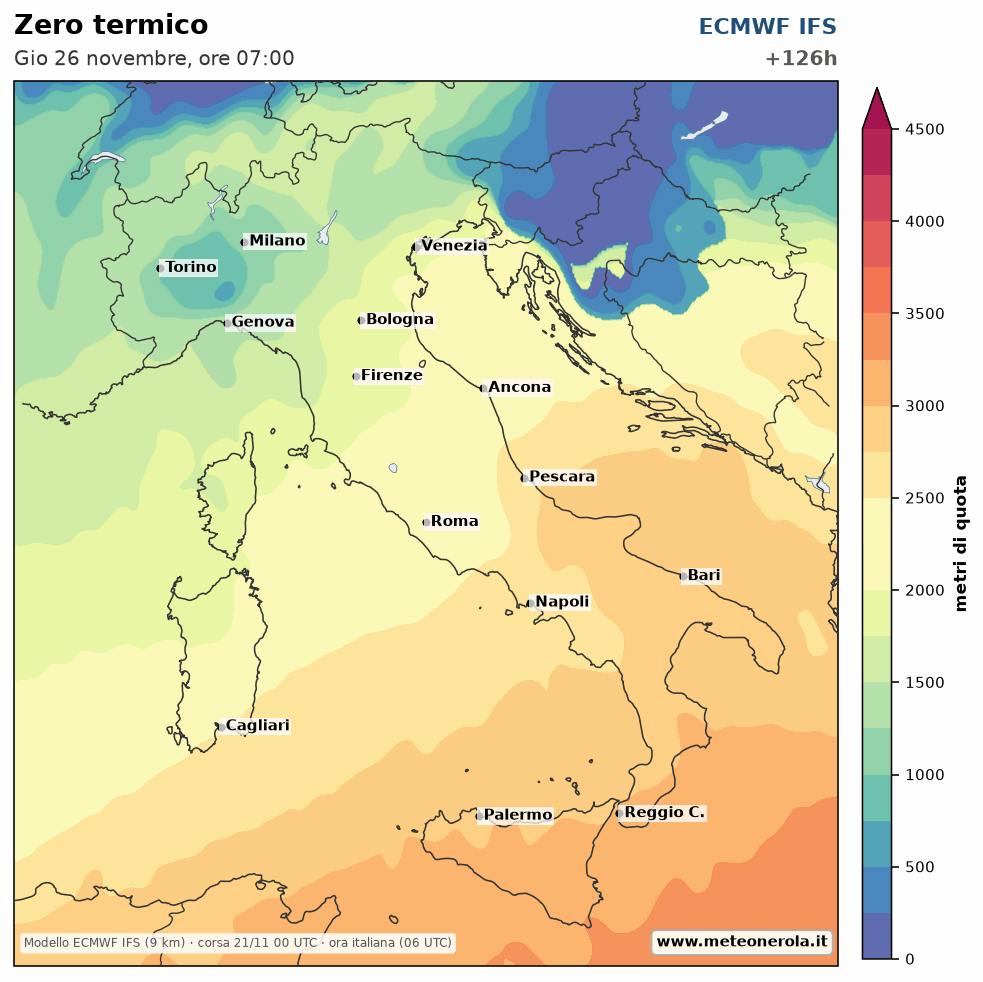 Zero termico
ECMWF IFS
Gio 26 novembre, ore 07:00
+126h
Milano
Torino
Venezia
Genova
Bologna
Firenze
Ancona
Pescara
Roma
Bari
Napoli
Cagliari
Palermo
Reggio C.
4500
4000
3500
3000
2500
2000
1500
1000
500
0
metri di quota
Modello ECMWF IFS (9 km) · corsa 21/11 00 UTC · ora italiana (06 UTC)
www.meteonerola.it